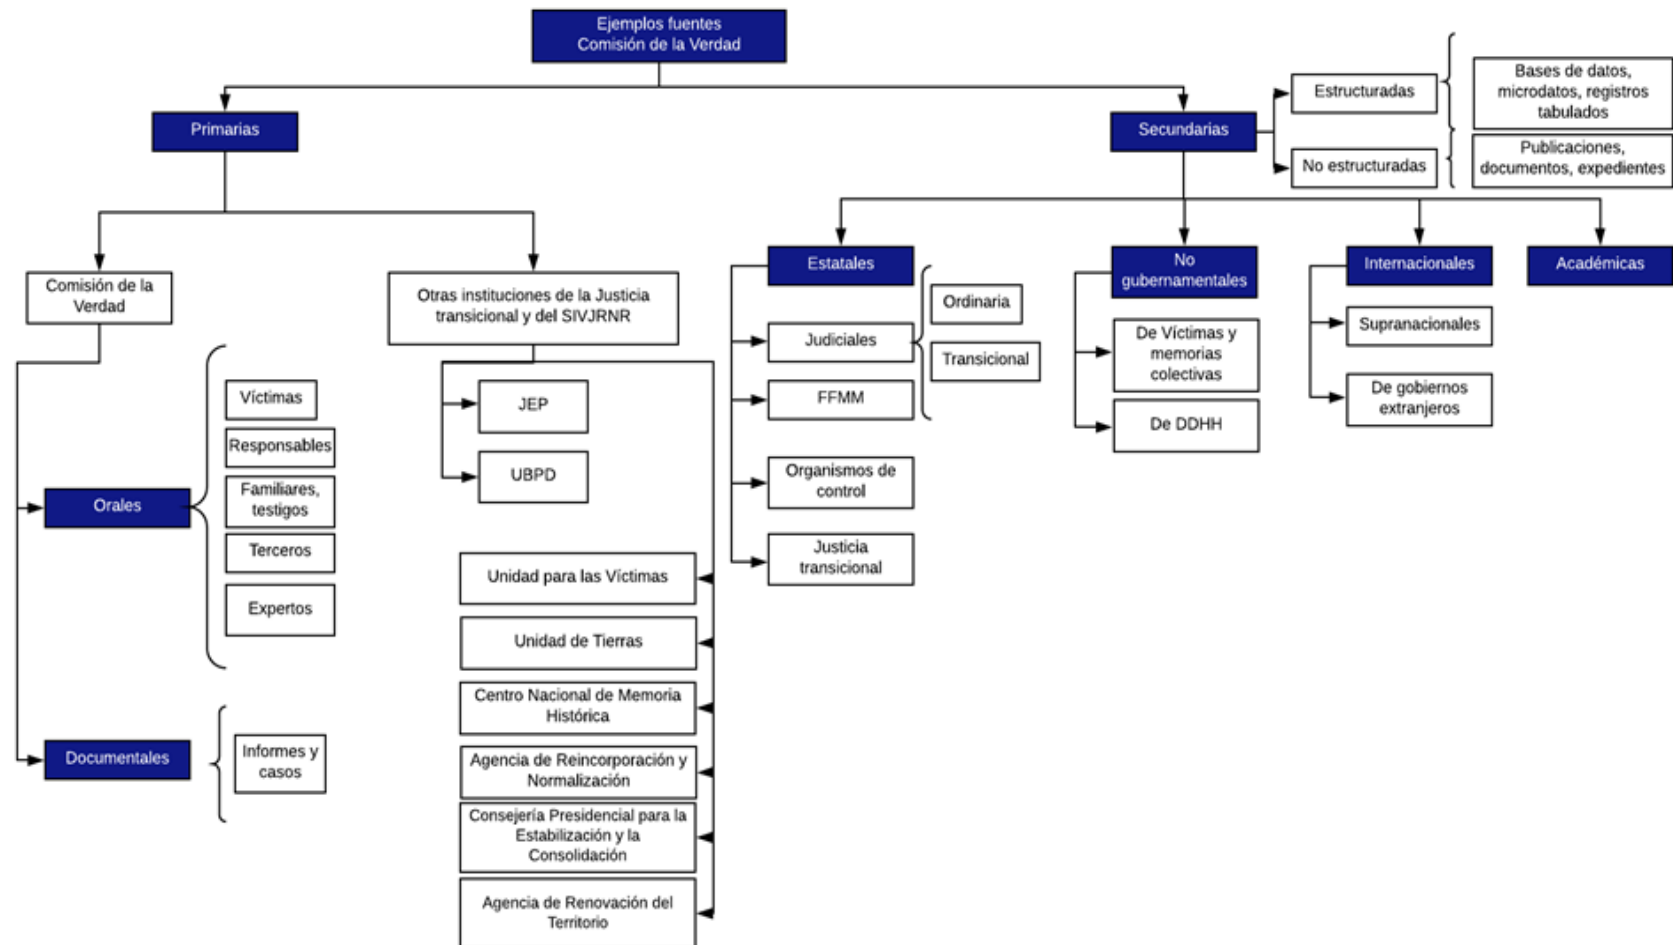 Ejemplos fuentes
Comisión de la Verdad
Primarias
Secundarias
Estructuradas
Bases de datos,
microdatos, registros
tabulados
No estructuradas
Publicaciones,
documentos, expedientes
Comisión de la
Verdad
Otras instituciones de la Justicia
transicional y del SIVJRNR
Orales
Víctimas
Responsables
Familiares,
testigos
Terceros
Expertos
Documentales
Informes y
casos
JEP
UBPD
Unidad para las Víctimas
Unidad de Tierras
Centro Nacional de Memoria
Histórica
Agencia de Reincorporación y
Normalización
Consejería Presidencial para la
Estabilización y la
Consolidación
Agencia de Renovación del
Territorio
Estatales
Judiciales
Ordinaria
Transicional
FFMM
Organismos de
control
Justicia
transicional
No
gubernamentales
De Víctimas y
memorias
colectivas
De DDHH
Internacionales
Supranacionales
De gobiernos
extranjeros
Académicas